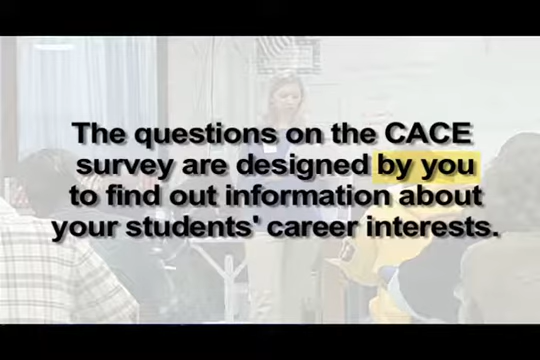 The questions on the CACE
survey are designed by you
to find out information about
your students' career interests.